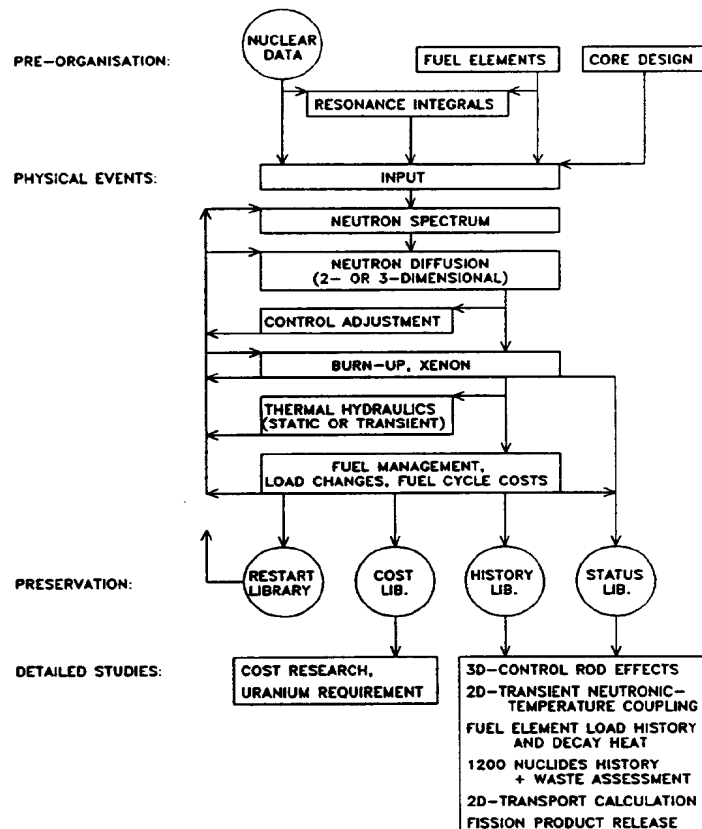 NUCLEAR
DATA
PRE-ORGANISATION:
FUEL ELEMENTS
CORE DESIGN
RESONANCE INTEGRALS
PHYSICAL EVENTS:
INPUT
NEUTRON SPECTRUM
NEUTRON DIFFUSION
(2- OR 3-DIMENSIONAL)
CONTROL ADJUSTMENT
BURN-UP, XENON
THERMAL HYDRAULICS
(STATIC OR TRANSIENT)
FUEL MANAGEMENT,
LOAD CHANGES, FUEL CYCLE COSTS
PRESERVATION:
RESTART
LIBRARY
COST
LIB.
HISTORY
LIB.
STATUS
LIB.
DETAILED STUDIES:
COST RESEARCH,
URANIUM REQUIREMENT
3D-CONTROL ROD EFFECTS
2D-TRANSIENT NEUTRONIC-
TEMPERATURE COUPLING
FUEL ELEMENT LOAD HISTORY
AND DECAY HEAT
1200 NUCLIDES HISTORY
+ WASTE ASSESSMENT
2D-TRANSPORT CALCULATION
FISSION PRODUCT RELEASE